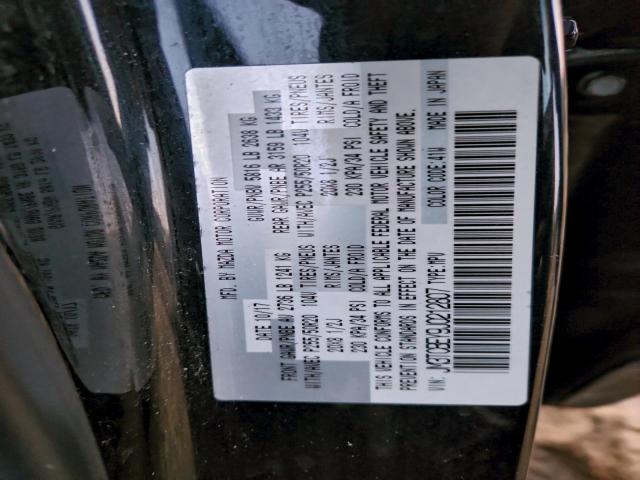 MFD. BY MAZDA MOTOR CORPORATION
DATE: 10/17
GVWR/PNBV 5816 LB 2638 KG
FRONT GAWR/PNBE AV 2736 LB 1241 KG
REAR GAWR/PNBE AR 3159 LB 1433 KG
WITH/AVEC P255/50R20 104V TIRES/PNEUS
WITH/AVEC P255/50R20 104V TIRES/PNEUS
20X8 1/2J RIMS/JANTES
20X8 1/2J RIMS/JANTES
230 KPA/34 PSI COLD/A FROID
230 KPA/34 PSI COLD/A FROID
THIS VEHICLE CONFORMS TO ALL APPLICABLE FEDERAL MOTOR VEHICLE SAFETY AND THEFT
PREVENTION STANDARDS IN EFFECT ON THE DATE OF MANUFACTURE SHOWN ABOVE.
COLOR CODE:41W MADE IN JAPAN
VIN: TYPE:MPV